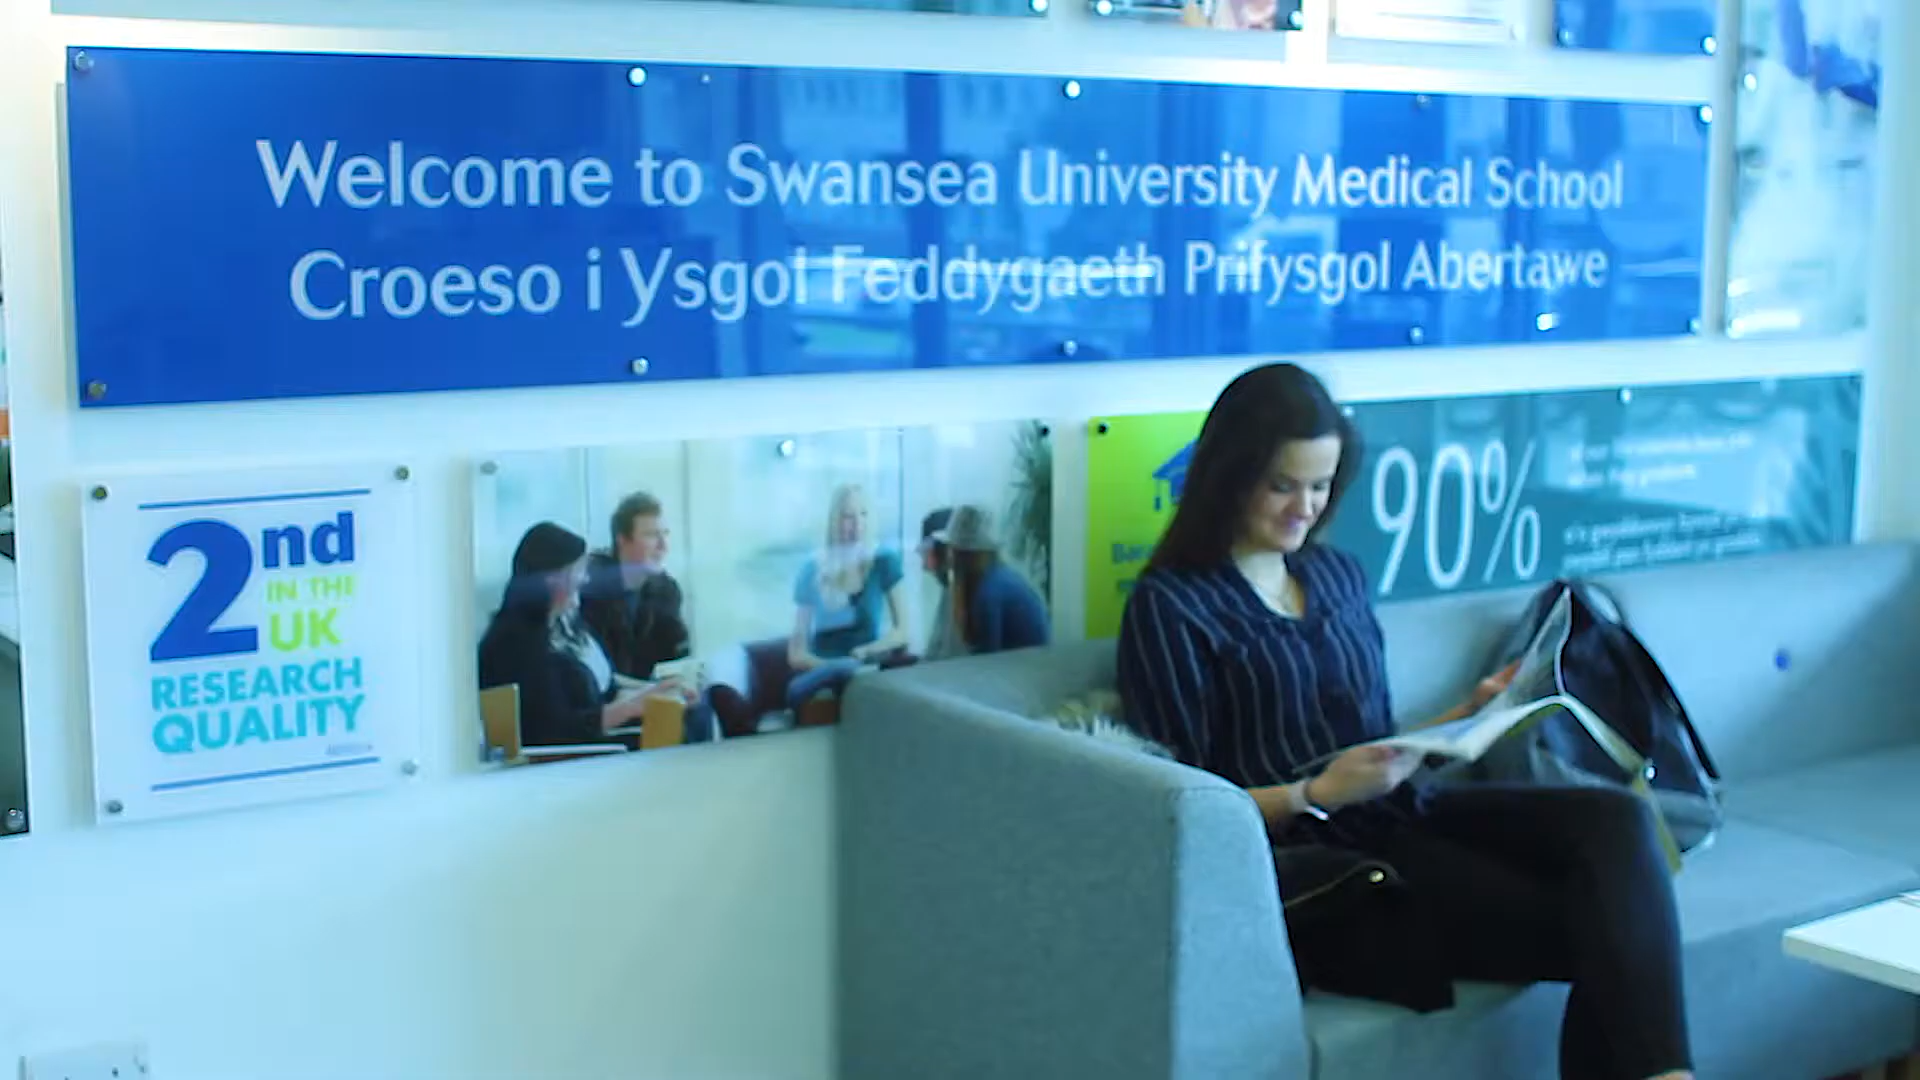 Welcome to Swansea University Medical School
Croeso i Ysgol Feddygaeth Prifysgol Abertawe
2nd
IN THE
UK
RESEARCH
QUALITY
90%